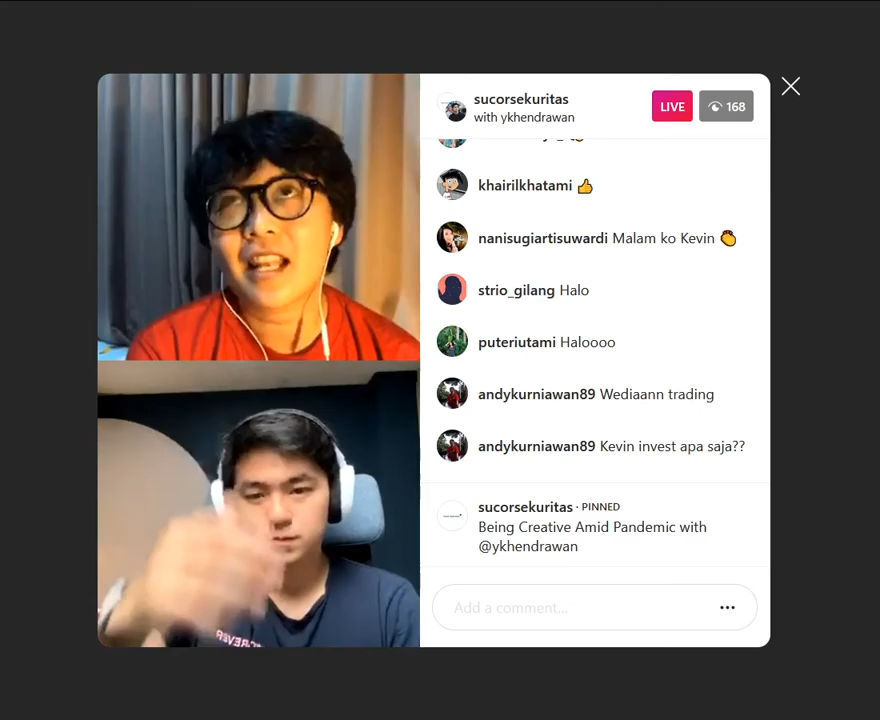 sucorsekuritas
with ykhendrawan
LIVE
168
khairilkhatami 👍
nanisugiartisuwardi Malam ko Kevin 👏
strio_gilang Halo
puteriutami Haloooo
andykurniawan89 Wediaann trading
andykurniawan89 Kevin invest apa saja??
sucorsekuritas · PINNED
Being Creative Amid Pandemic with
@ykhendrawan
Add a comment...